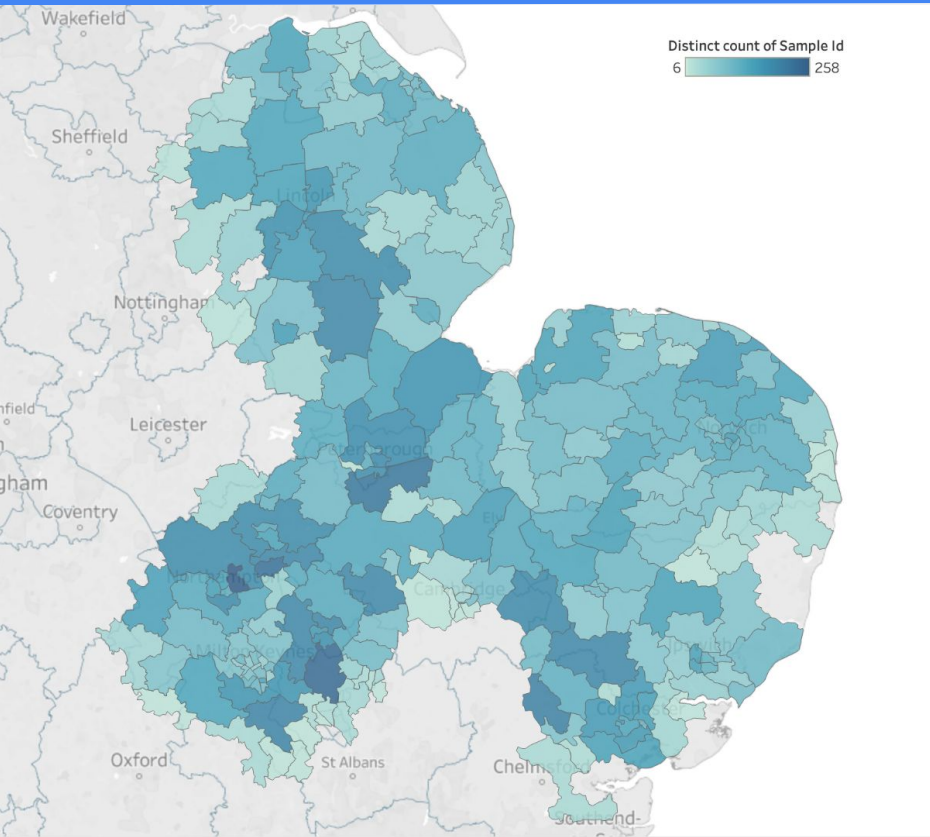 Wakefield
Distinct count of Sample Id
6 258
Sheffield
Lincoln
Nottingham
nfield
Leicester
Norwich
Peterborough
gham
Coventry
Ely
Northampton
Cambridge
Milton Keynes
Ipswich
Colchester
Oxford
St Albans
Chelmsford
Southend-